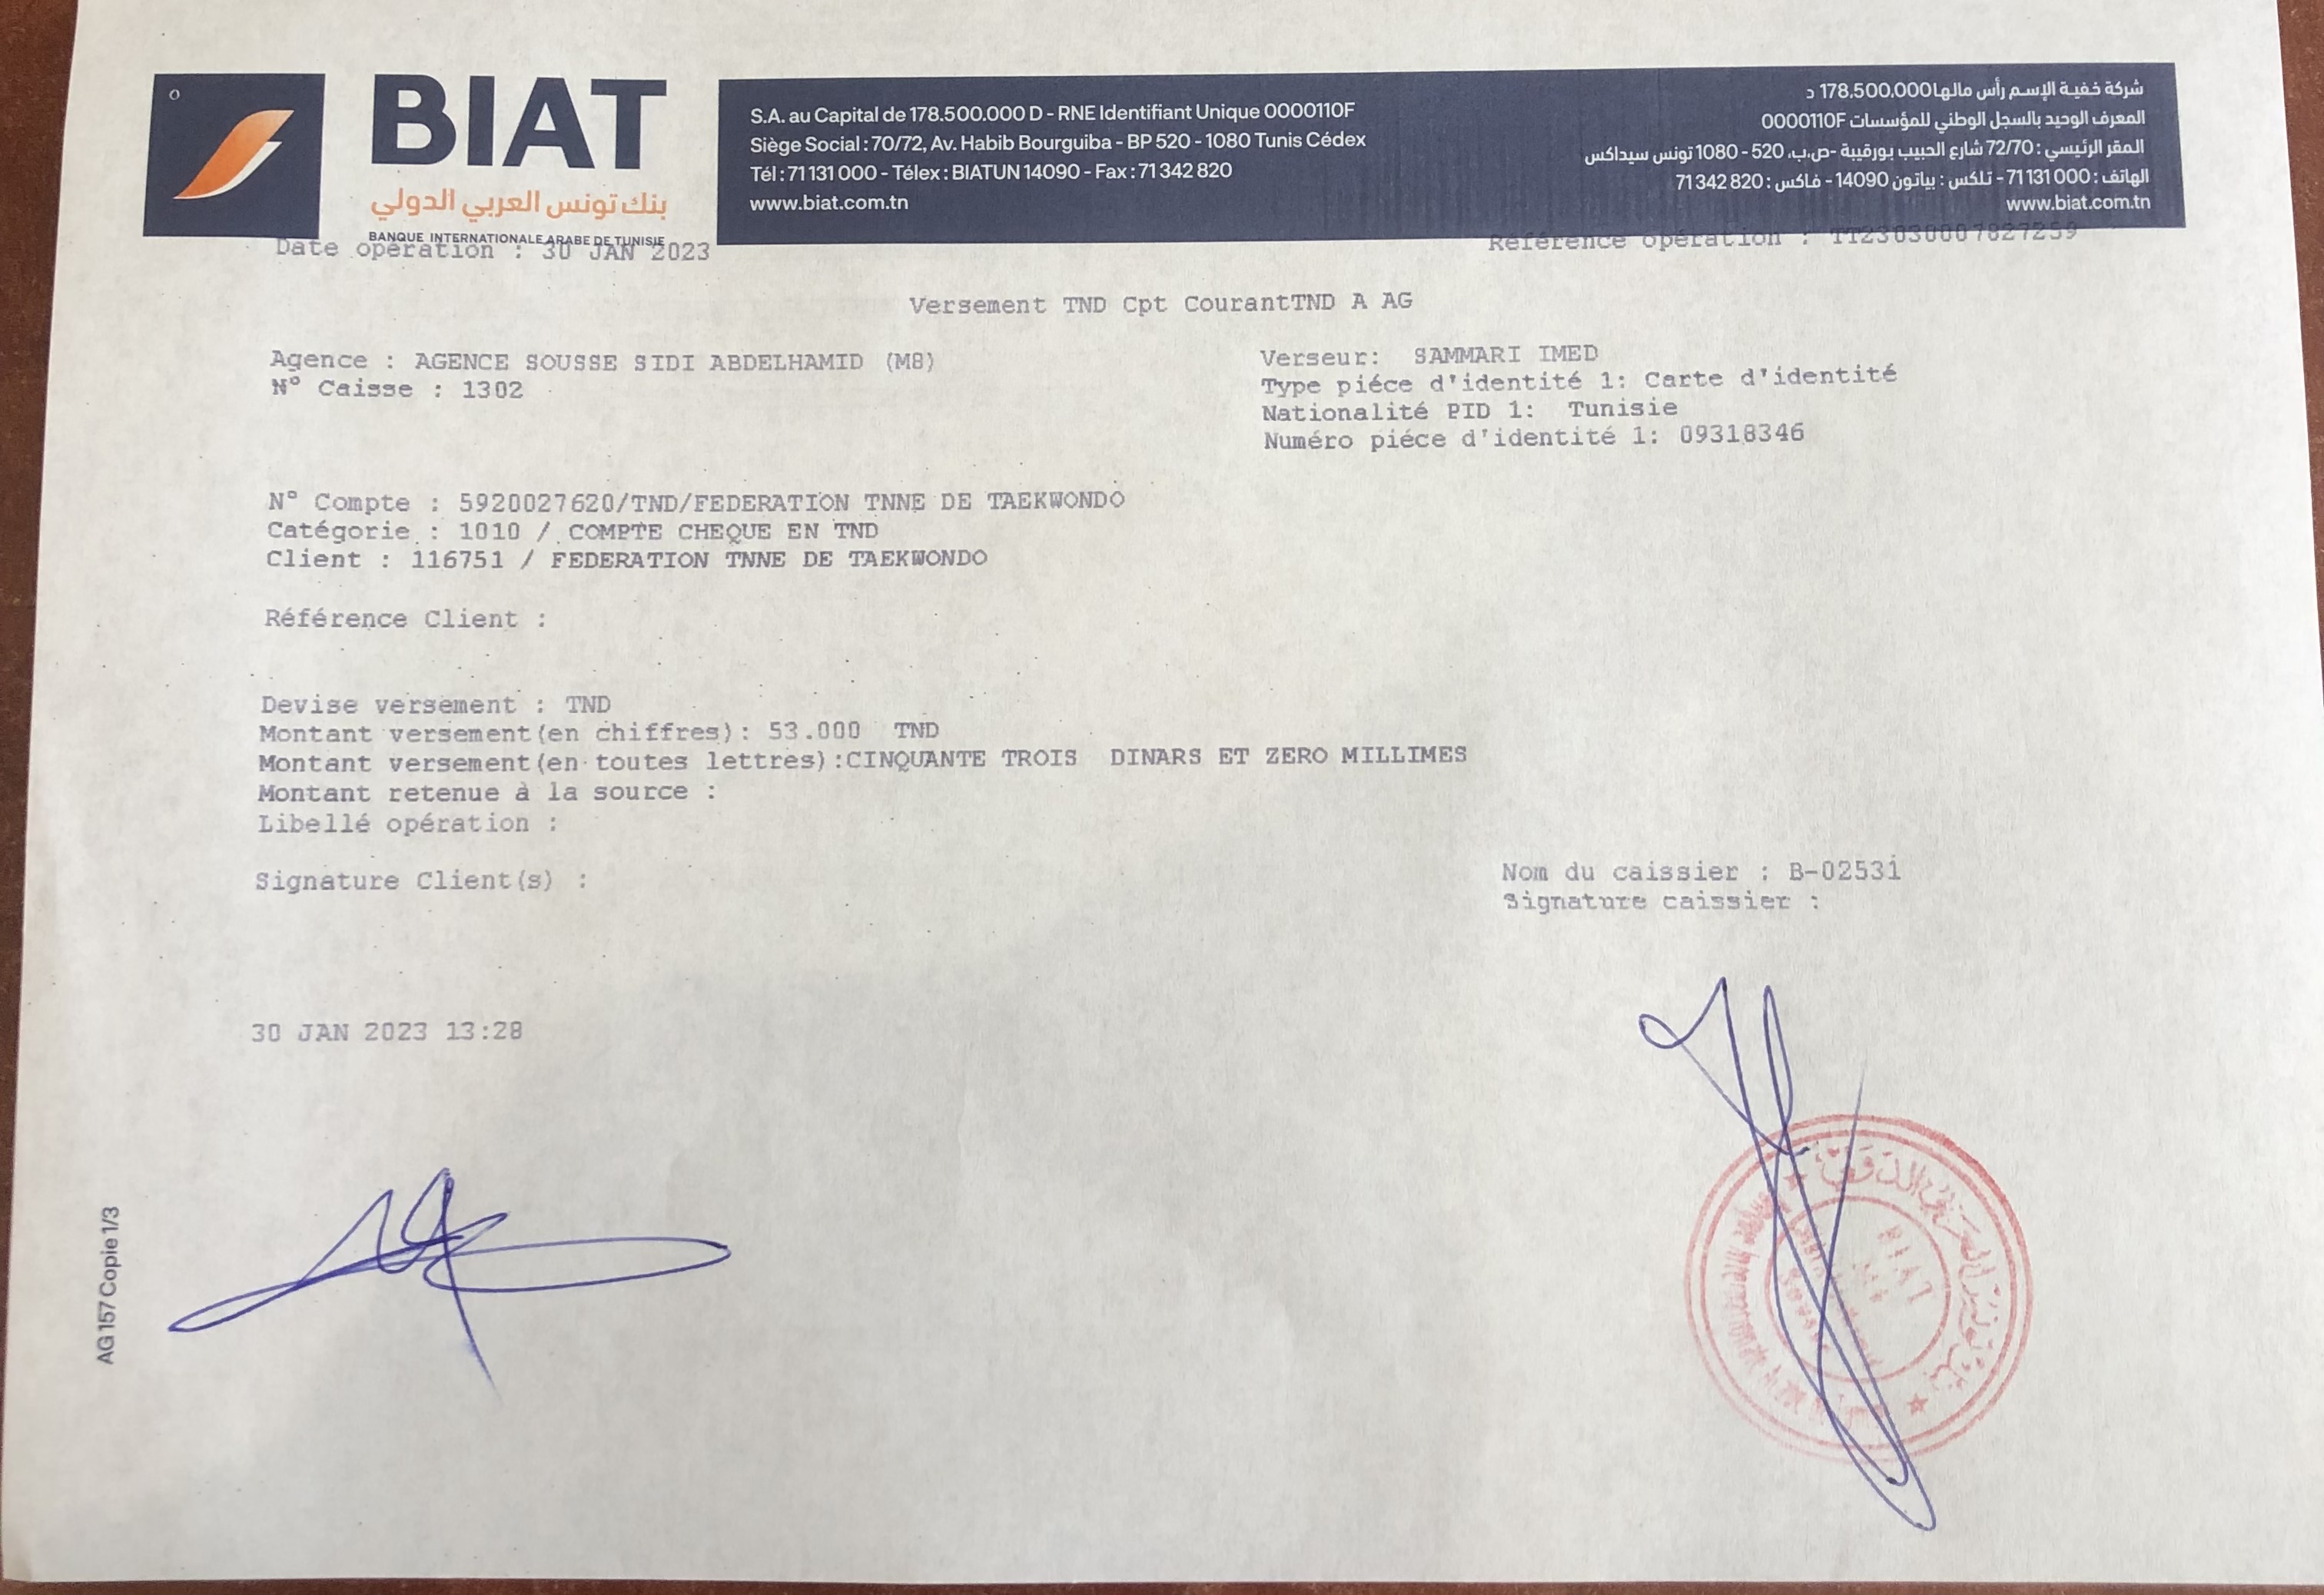 BIAT
بنك تونس العربي الدولي
BANQUE INTERNATIONALE ARABE DE TUNISIE
S.A. au Capital de 178.500.000 D - RNE Identifiant Unique 0000110F
Siège Social : 70/72, Av. Habib Bourguiba - BP 520 - 1080 Tunis Cédex
Tél : 71 131 000 - Télex : BIATUN 14090 - Fax : 71 342 820
www.biat.com.tn
شركة خفية الإسم رأس مالها 178,500,000 د
المعرف الوحيد بالسجل الوطني للمؤسسات 0000110F
المقر الرئيسي : 72/70 شارع الحبيب بورقيبة -ص.ب. 520 - 1080 تونس سيداكس
الهاتف : 71 131 000 - تلكس : بياتون 14090 - فاكس : 71 342 820
www.biat.com.tn
Date opération : 30 JAN 2023
Référence opération : TT23030007827259
Versement TND Cpt CourantTND A AG
Agence : AGENCE SOUSSE SIDI ABDELHAMID (M8)
N° Caisse : 1302
Verseur: SAMMARI IMED
Type piéce d'identité 1: Carte d'identité
Nationalité PID 1: Tunisie
Numéro piéce d'identité 1: 09318346
N° Compte : 5920027620/TND/FEDERATION TNNE DE TAEKWONDO
Catégorie : 1010 / COMPTE CHEQUE EN TND
Client : 116751 / FEDERATION TNNE DE TAEKWONDO
Référence Client :
Devise versement : TND
Montant versement(en chiffres): 53.000 TND
Montant versement(en toutes lettres):CINQUANTE TROIS DINARS ET ZERO MILLIMES
Montant retenue à la source :
Libellé opération :
Signature Client(s) :
Nom du caissier : B-02531
Signature caissier :
30 JAN 2023 13:28
AG 157 Copie 1/3
BIAT